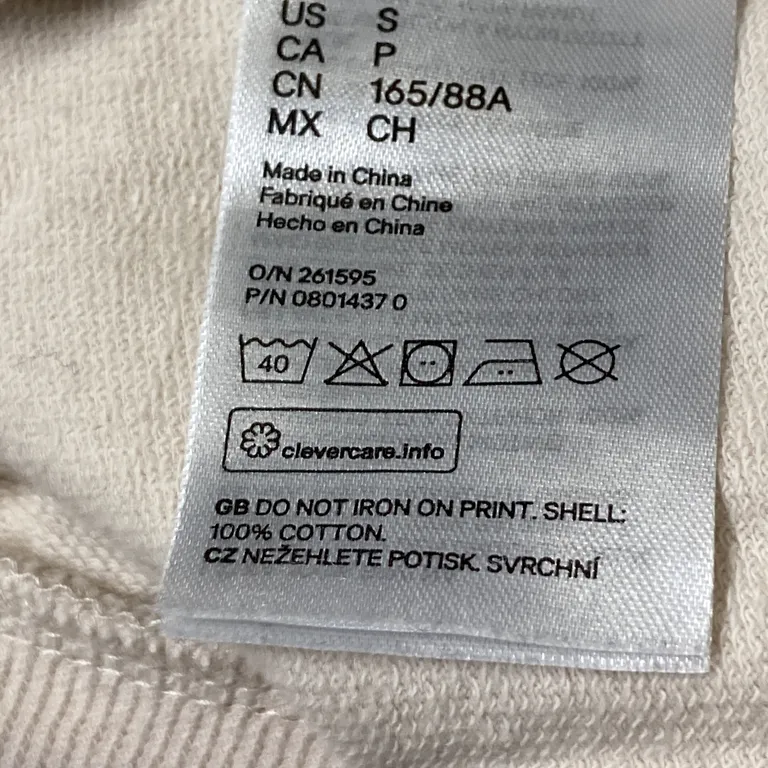 US S
CA P
CN 165/88A
MX CH
Made in China
Fabriqué en Chine
Hecho en China
O/N 261595
P/N 0801437 0
40
clevercare.info
GB DO NOT IRON ON PRINT. SHELL:
100% COTTON.
CZ NEŽEHLETE POTISK. SVRCHNÍ